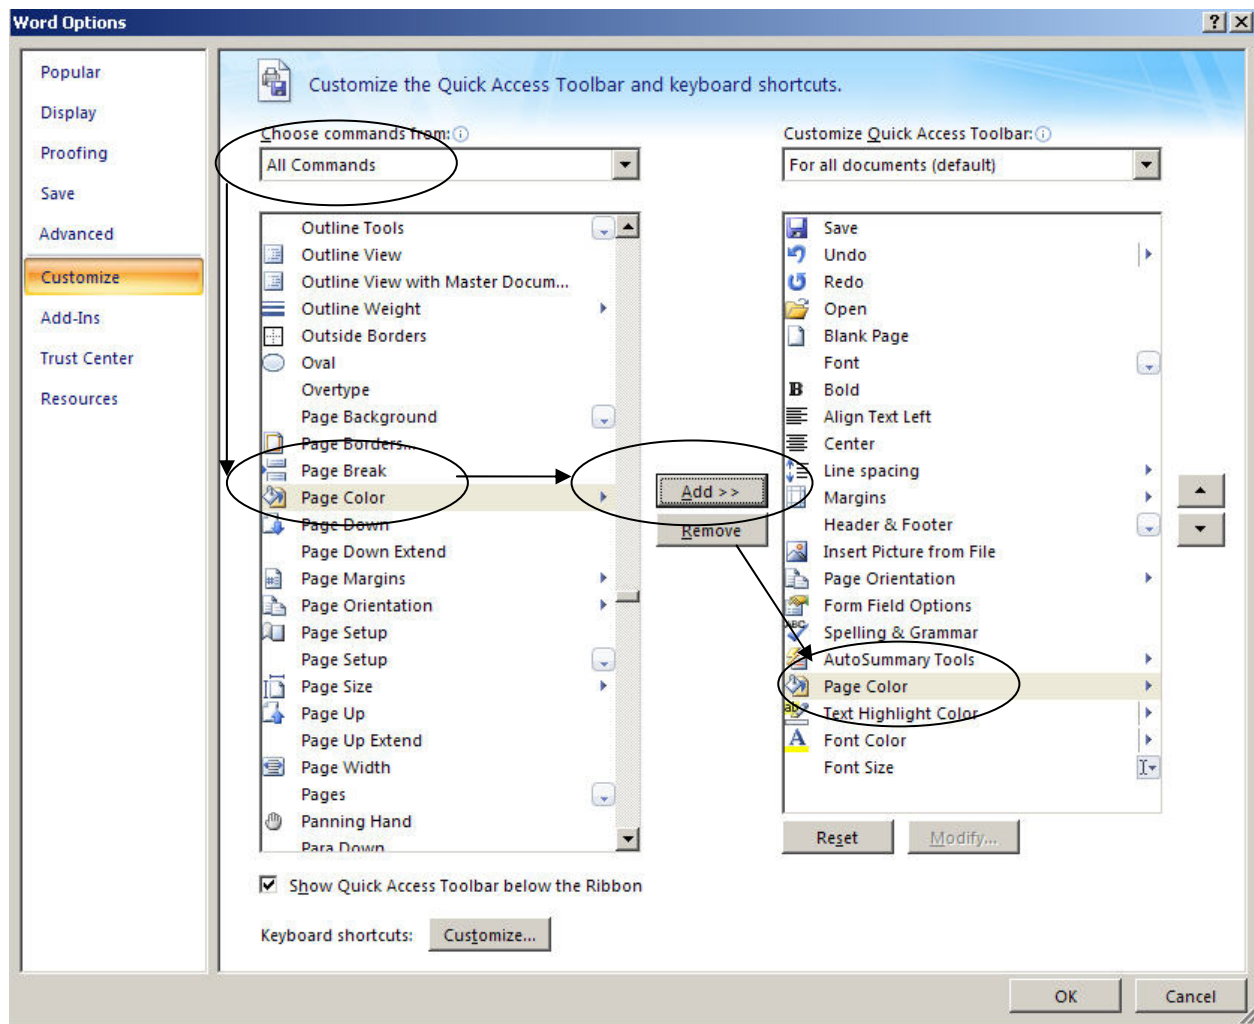 Word Options
Popular
Display
Proofing
Save
Advanced
Customize
Add-Ins
Trust Center
Resources
Customize the Quick Access Toolbar and keyboard shortcuts.
Choose commands from:
All Commands
Outline Tools
Outline View
Outline View with Master Docum...
Outline Weight
Outside Borders
Oval
Overtype
Page Background
Page Borders...
Page Break
Page Color
Page Down
Page Down Extend
Page Margins
Page Orientation
Page Setup
Page Setup
Page Size
Page Up
Page Up Extend
Page Width
Pages
Panning Hand
Para Down
Add >>
Remove
Customize Quick Access Toolbar:
For all documents (default)
Save
Undo
Redo
Open
Blank Page
Font
B Bold
Align Text Left
Center
Line spacing
Margins
Header & Footer
Insert Picture from File
Page Orientation
Form Field Options
ABC Spelling & Grammar
AutoSummary Tools
Page Color
ab Text Highlight Color
A Font Color
Font Size
Reset
Modify...
Show Quick Access Toolbar below the Ribbon
Keyboard shortcuts: Customize...
OK
Cancel